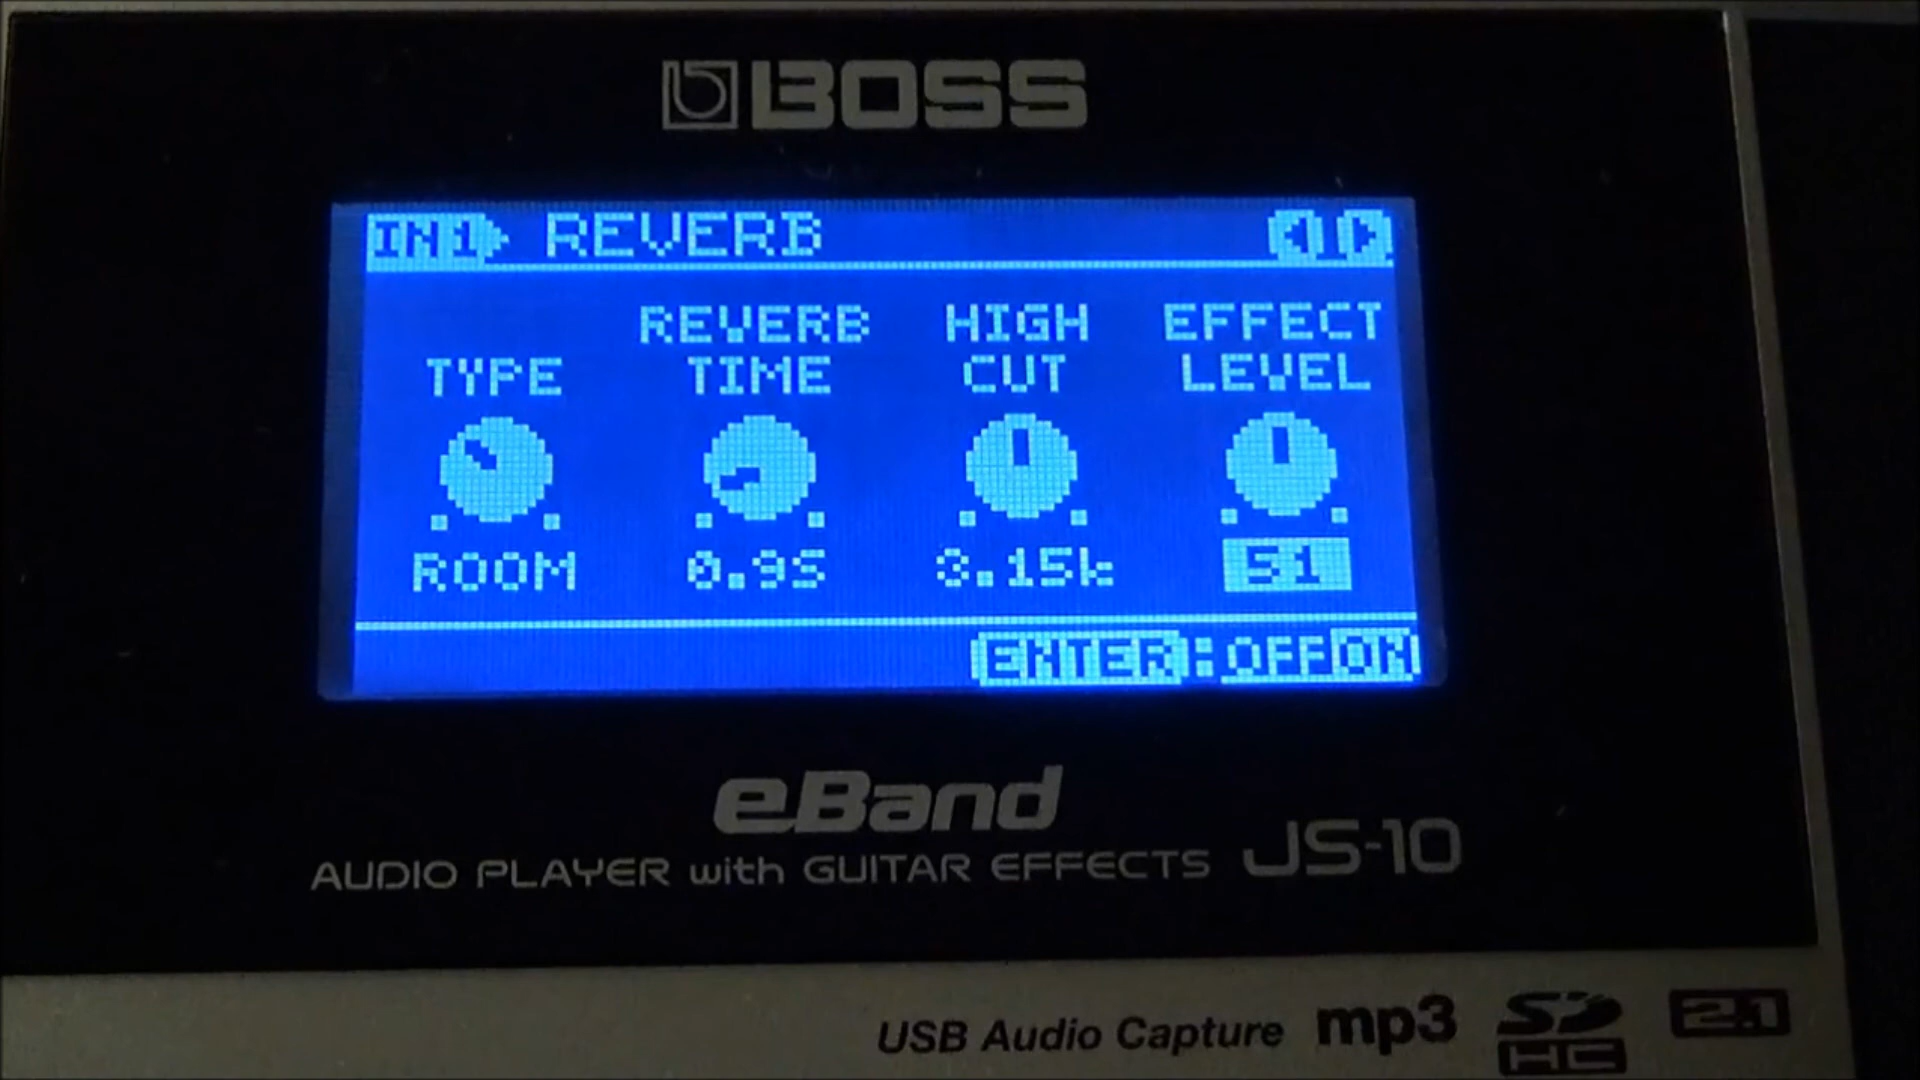 BOSS
IN1 REVERB
TYPE REVERB TIME HIGH CUT EFFECT LEVEL
ROOM 0.9S 3.15k 51
ENTER:OFF ON
eBand
AUDIO PLAYER with GUITAR EFFECTS JS-10
USB Audio Capture mp3 SD HC 2.1